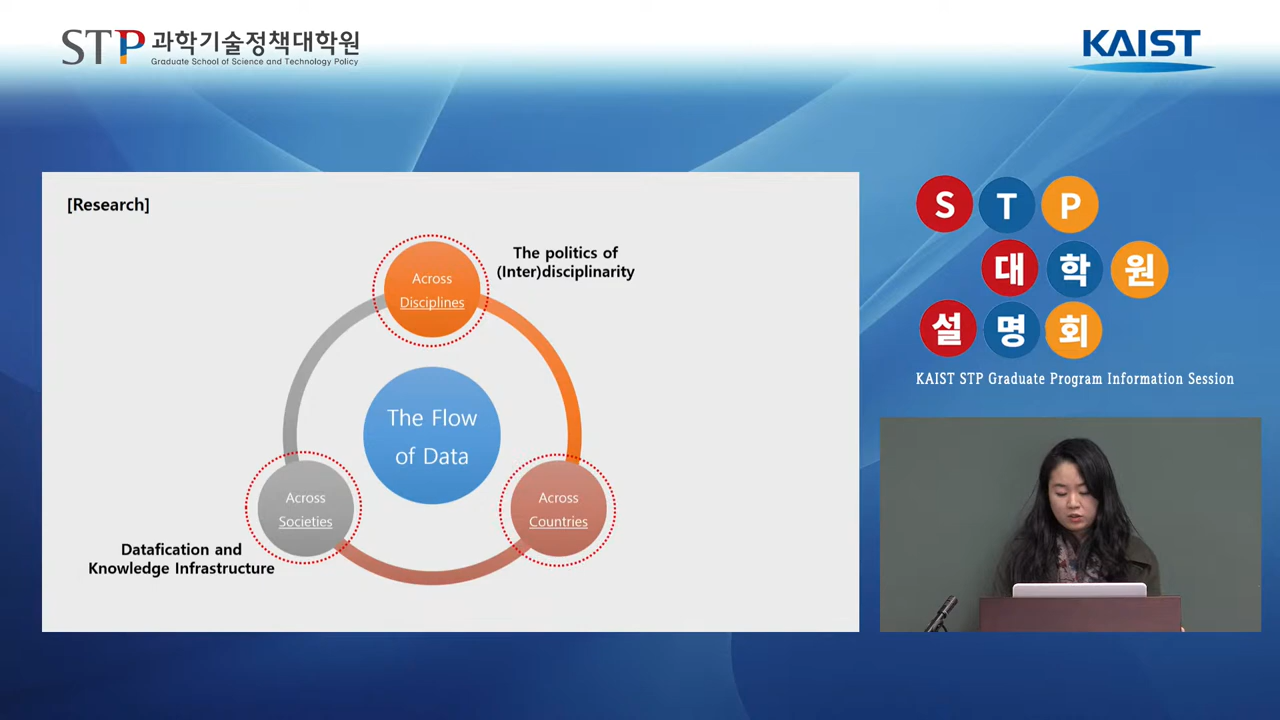 STP 과학기술정책대학원
Graduate School of Science and Technology Policy
KAIST
[Research]
The politics of
(Inter)disciplinarity
Across
Disciplines
The Flow
of Data
Across
Societies
Across
Countries
Datafication and
Knowledge Infrastructure
S T P
대 학 원
설 명 회
KAIST STP Graduate Program Information Session